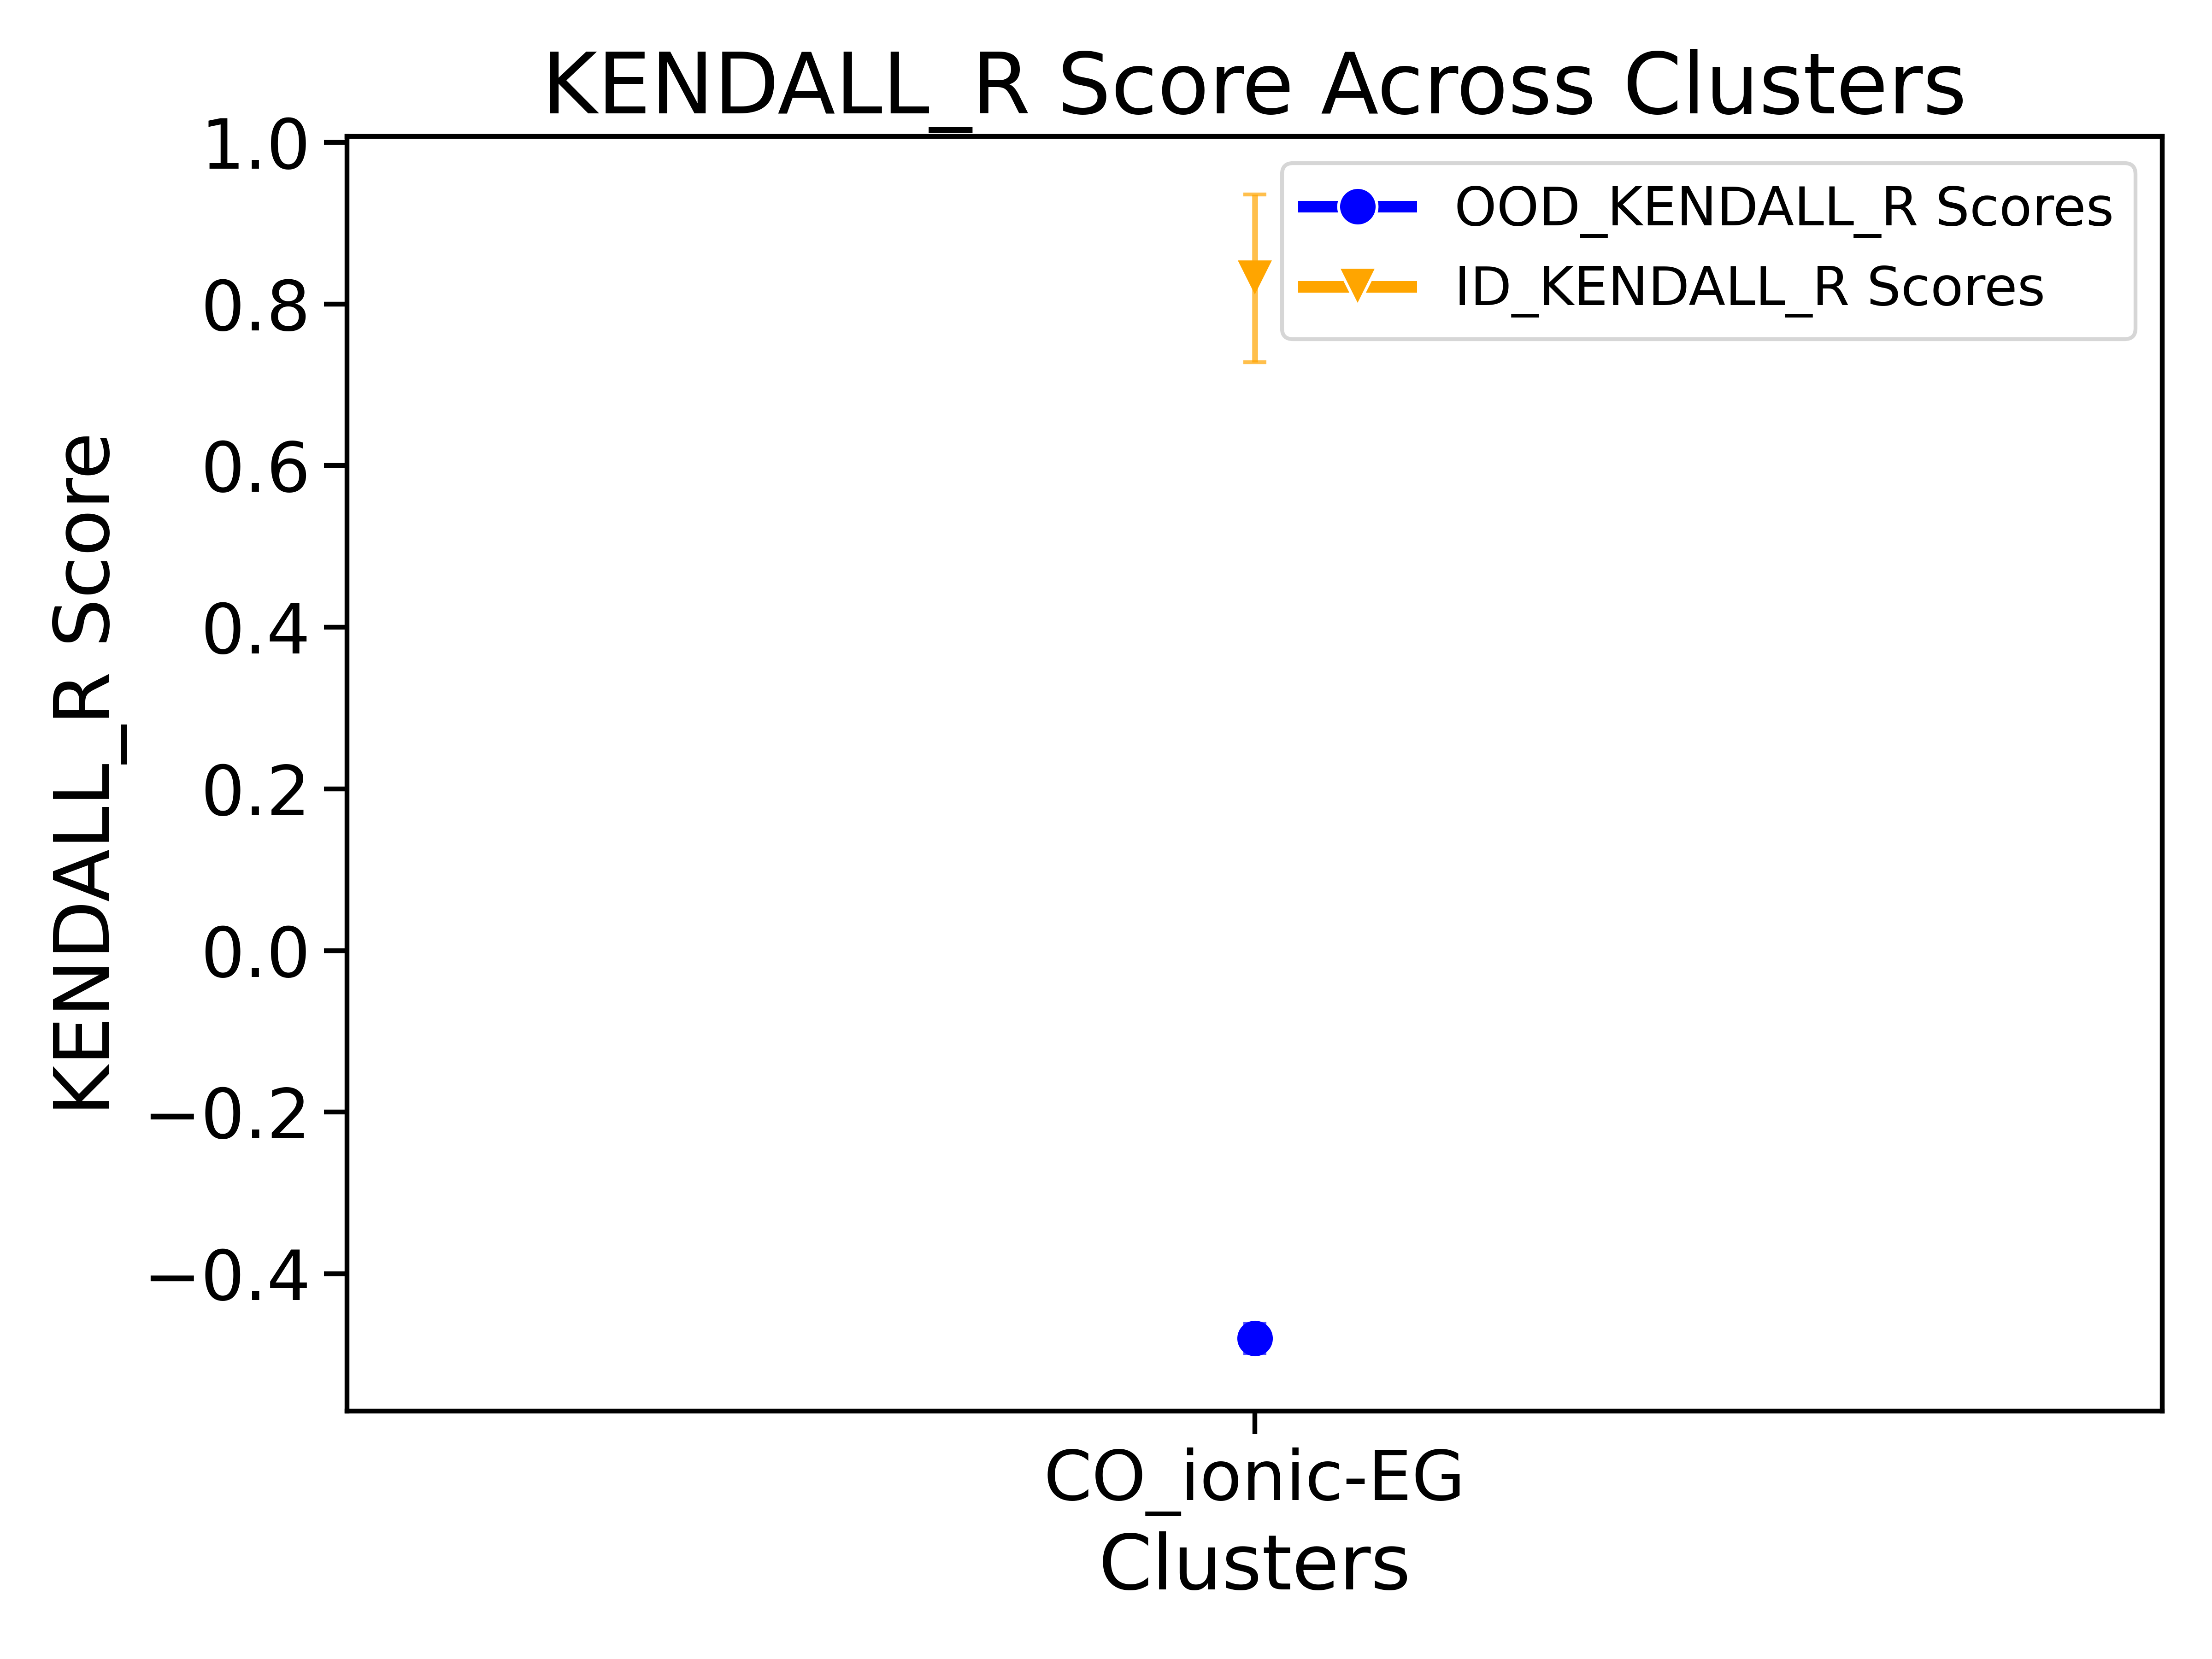 KENDALL_R Score Across Clusters
OOD_KENDALL_R Scores
ID_KENDALL_R Scores
KENDALL_R Score
1.0
0.8
0.6
0.4
0.2
0.0
−0.2
−0.4
CO_ionic-EG
Clusters